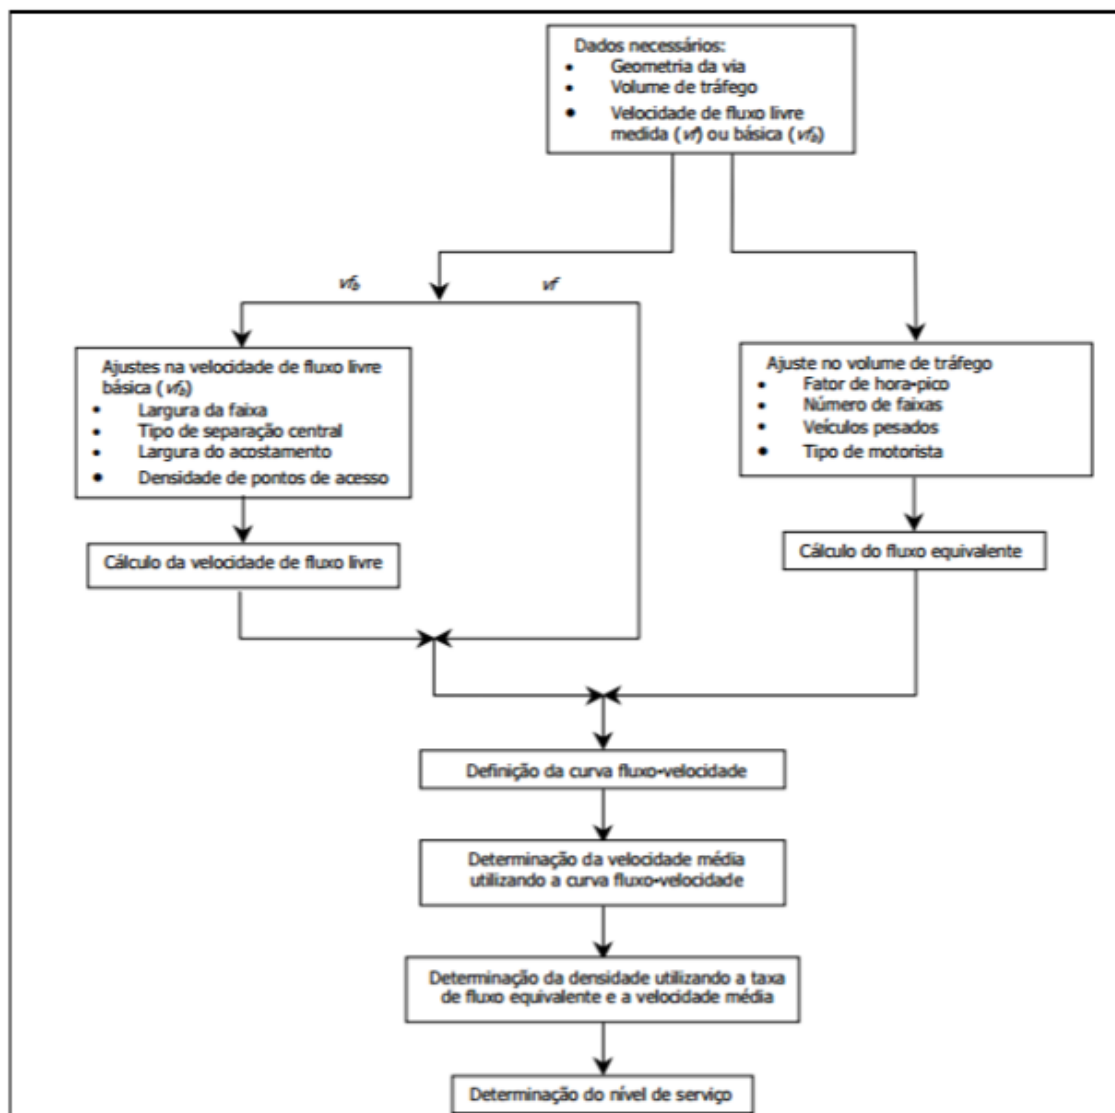 Dados necessários:
• Geometria da via
• Volume de tráfego
• Velocidade de fluxo livre
medida (vf) ou básica (vfb)
vfb
vf
Ajustes na velocidade de fluxo livre
básica (vfb)
• Largura da faixa
• Tipo de separação central
• Largura do acostamento
• Densidade de pontos de acesso
Ajuste no volume de tráfego
• Fator de hora-pico
• Número de faixas
• Veículos pesados
• Tipo de motorista
Cálculo da velocidade de fluxo livre
Cálculo do fluxo equivalente
Definição da curva fluxo-velocidade
Determinação da velocidade média
utilizando a curva fluxo-velocidade
Determinação da densidade utilizando a taxa
de fluxo equivalente e a velocidade média
Determinação do nível de serviço